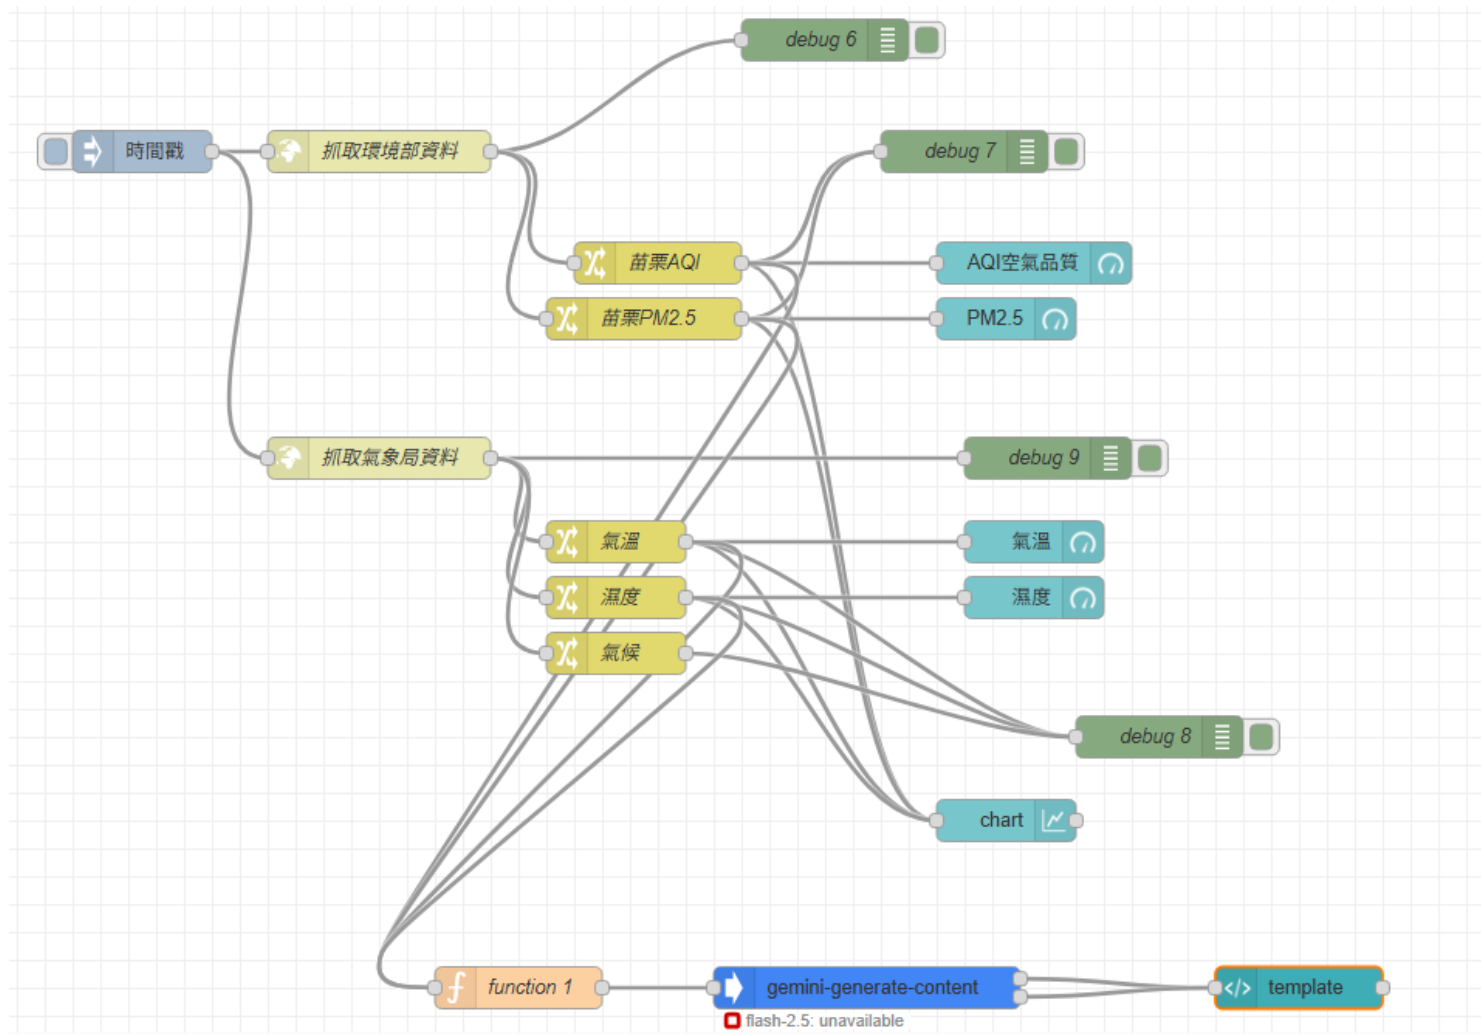 debug 6
時間戳
抓取環境部資料
debug 7
苗栗AQI
AQI空氣品質
苗栗PM2.5
PM2.5
抓取氣象局資料
debug 9
氣溫
氣溫
濕度
濕度
氣候
debug 8
chart
function 1
gemini-generate-content
template
flash-2.5: unavailable